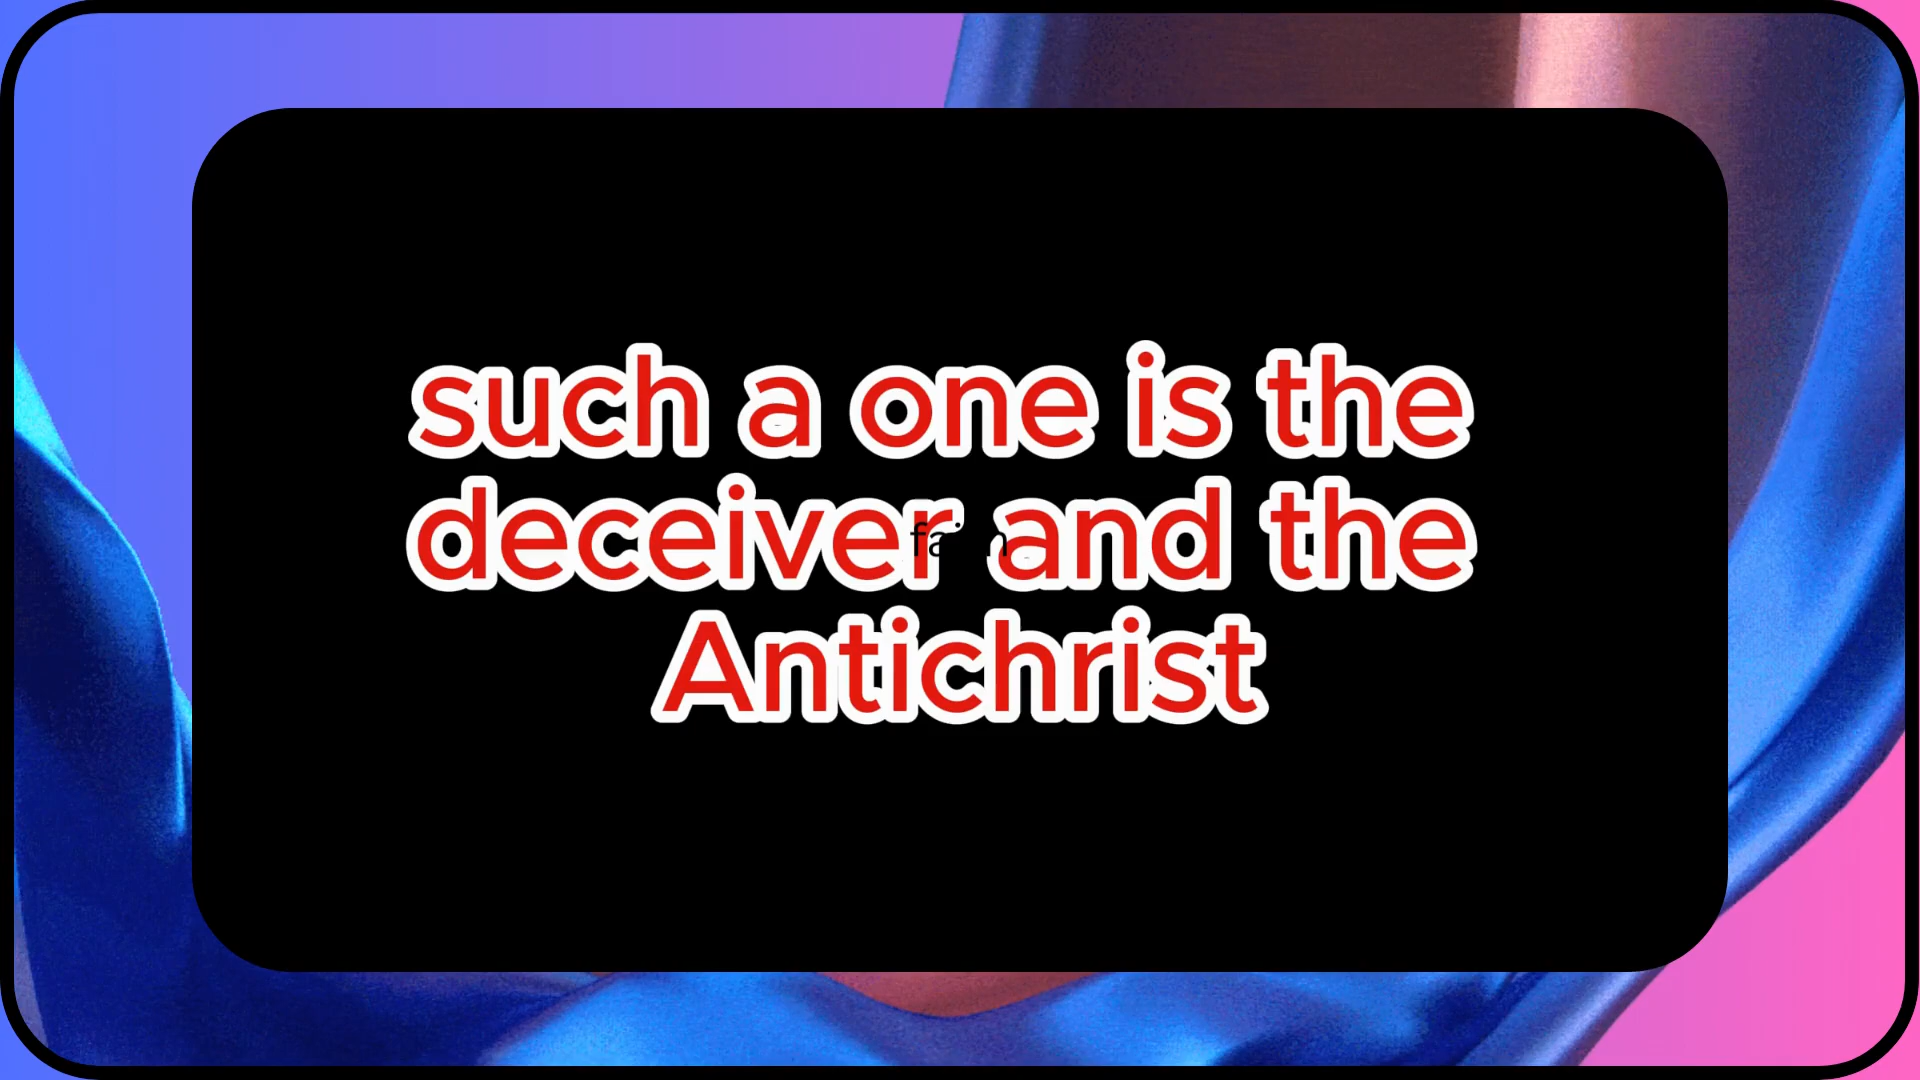 such a one is the
deceiver and the
Antichrist